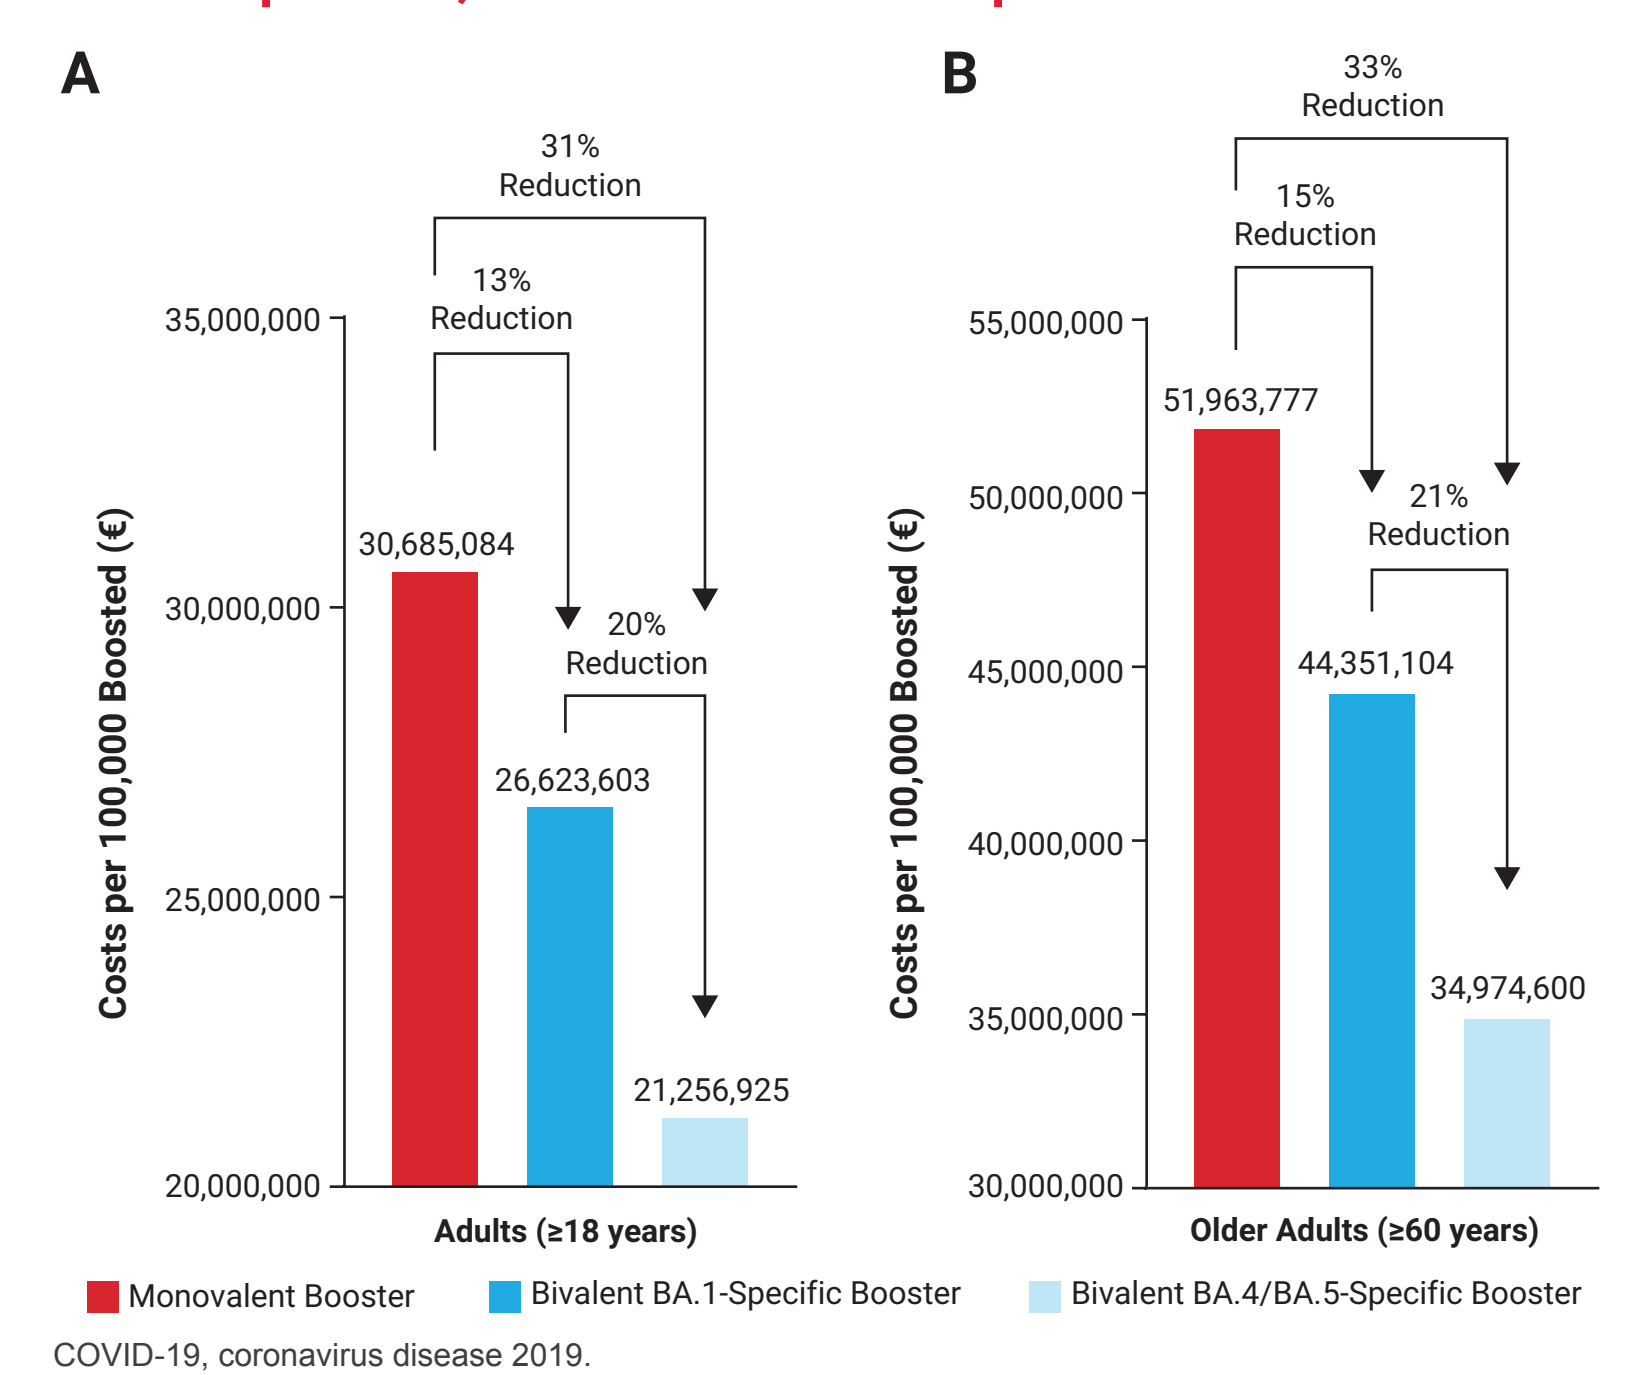 A
31%
Reduction
13%
Reduction
35,000,000
30,685,084
30,000,000
20%
Reduction
26,623,603
25,000,000
21,256,925
20,000,000
Costs per 100,000 Boosted (€)
Adults (≥18 years)
B
33%
Reduction
15%
Reduction
55,000,000
51,963,777
50,000,000
21%
Reduction
45,000,000
44,351,104
40,000,000
34,974,600
35,000,000
30,000,000
Costs per 100,000 Boosted (€)
Older Adults (≥60 years)
Monovalent Booster
Bivalent BA.1-Specific Booster
Bivalent BA.4/BA.5-Specific Booster
COVID-19, coronavirus disease 2019.